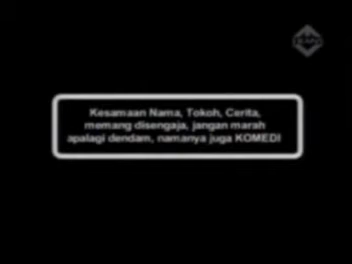 Kesamaan Nama, Tokoh, Cerita,
memang disengaja, jangan marah
apalagi dendam, namanya juga KOMEDI